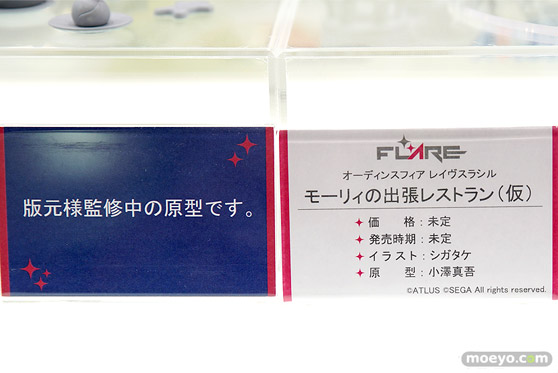 版元様監修中の原型です。
FLARE
オーディンスフィア レイヴスラシル
モーリィの出張レストラン(仮)
価 格:未定
発売時期:未定
イラスト:シガタケ
原 型:小澤真吾
©ATLUS ©SEGA All rights reserved.
moeyo.com